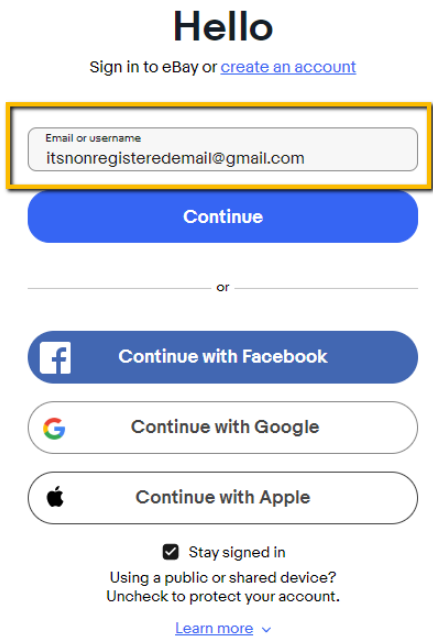 Hello
Sign in to eBay or create an account
Email or username
itsnonregisteredemail@gmail.com
Continue
or
Continue with Facebook
Continue with Google
Continue with Apple
Stay signed in
Using a public or shared device?
Uncheck to protect your account.
Learn more